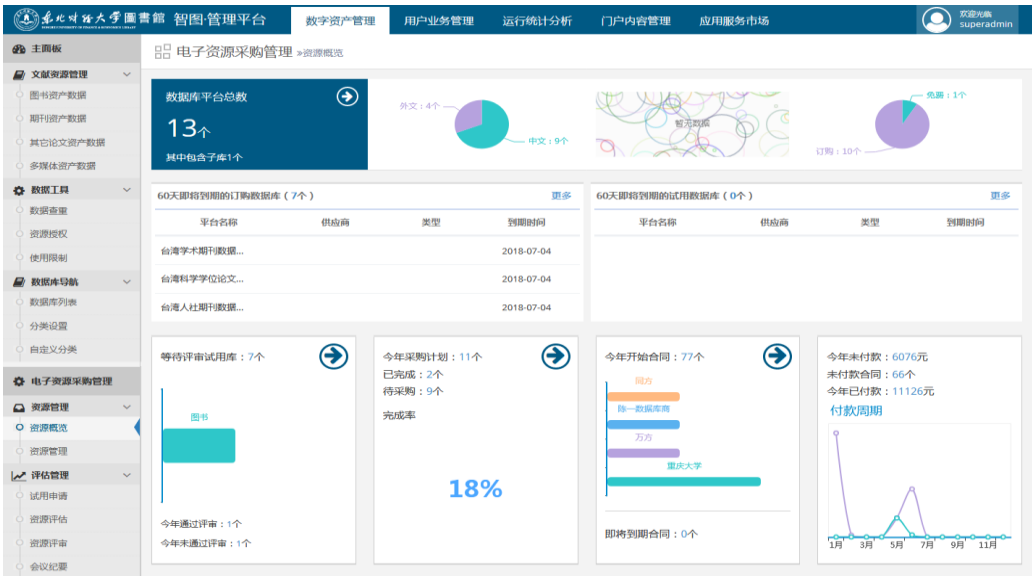 東北财经大学圖書館 智图·管理平台
数字资产管理
用户业务管理
运行统计分析
门户内容管理
应用服务市场
欢迎光临
superadmin
主面板
文献资源管理
图书资产数据
期刊资产数据
其它论文资产数据
多媒体资产数据
数据工具
数据查重
资源授权
使用限制
数据库导航
数据库列表
分类设置
自定义分类
电子资源采购管理
资源管理
资源概览
资源管理
评估管理
试用申请
资源评估
资源评审
会议纪要
电子资源采购管理 »资源概览
数据库平台总数
13个
其中包含子库1个
外文：4个
中文：9个
暂无数据
免费：1个
订购：10个
60天即将到期的订购数据库（7个） 更多
平台名称 供应商 类型 到期时间
台湾学术期刊数据... 2018-07-04
台湾科学学位论文... 2018-07-04
台湾人社期刊数据... 2018-07-04
60天即将到期的试用数据库（0个） 更多
平台名称 供应商 类型 到期时间
等待评审试用库：7个
图书
今年通过评审：1个
今年未通过评审：1个
今年采购计划：11个
已完成：2个
待采购：9个
完成率
18%
今年开始合同：77个
同方
陈一数据库商
万方
重庆大学
即将到期合同：0个
今年未付款：6076元
未付款合同：66个
今年已付款：11126元
付款周期
1月 3月 5月 7月 9月 11月